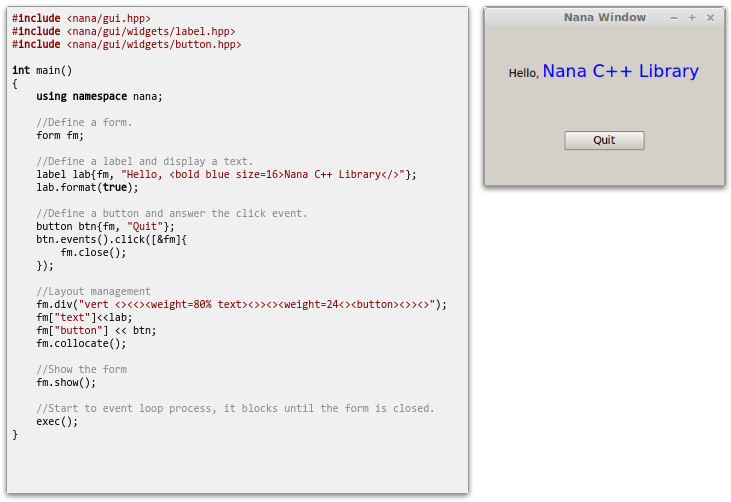 #include <nana/gui.hpp>
#include <nana/gui/widgets/label.hpp>
#include <nana/gui/widgets/button.hpp>
int main()
{
    using namespace nana;
    //Define a form.
    form fm;
    //Define a label and display a text.
    label lab{fm, "Hello, <bold blue size=16>Nana C++ Library</>"};
    lab.format(true);
    //Define a button and answer the click event.
    button btn{fm, "Quit"};
    btn.events().click([&fm]{
        fm.close();
    });
    //Layout management
    fm.div("vert <><<><weight=80% text><>><><weight=24<><button><>><>");
    fm["text"]<<lab;
    fm["button"] << btn;
    fm.collocate();
    //Show the form
    fm.show();
    //Start to event loop process, it blocks until the form is closed.
    exec();
}
Nana Window
Hello, Nana C++ Library
Quit